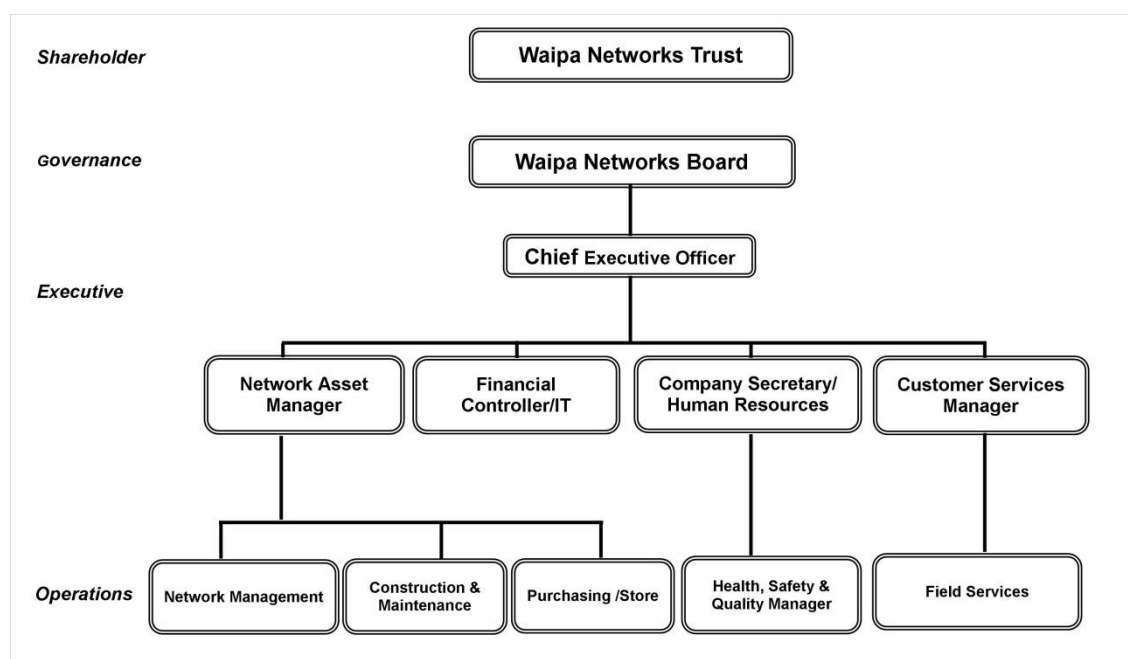 Shareholder
Waipa Networks Trust
Governance
Waipa Networks Board
Chief Executive Officer
Executive
Network Asset
Manager
Financial
Controller/IT
Company Secretary/
Human Resources
Customer Services
Manager
Operations
Network Management
Construction &
Maintenance
Purchasing /Store
Health, Safety &
Quality Manager
Field Services